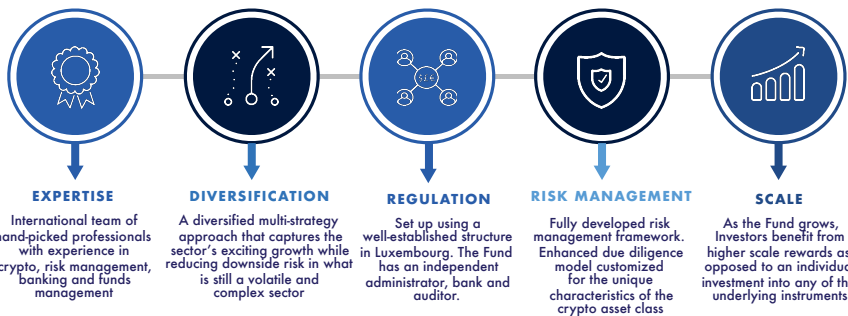 EXPERTISE
International team of
hand-picked professionals
with experience in
crypto, risk management,
banking and funds
management
DIVERSIFICATION
A diversified multi-strategy
approach that captures the
sector's exciting growth while
reducing downside risk in what
is still a volatile and
complex sector
REGULATION
Set up using a
well-established structure
in Luxembourg. The Fund
has an independent
administrator, bank and
auditor.
RISK MANAGEMENT
Fully developed risk
management framework.
Enhanced due diligence
model customized
for the unique
characteristics of the
crypto asset class
SCALE
As the Fund grows,
Investors benefit from
higher scale rewards as
opposed to an individual
investment into any of the
underlying instruments